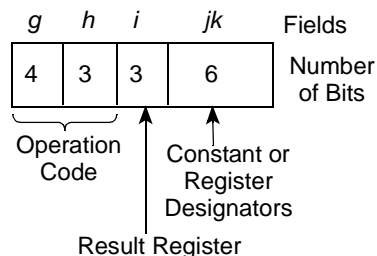 g h i jk Fields
4 3 3 6 Number
of Bits
Operation
Code
Constant or
Register
Designators
Result Register